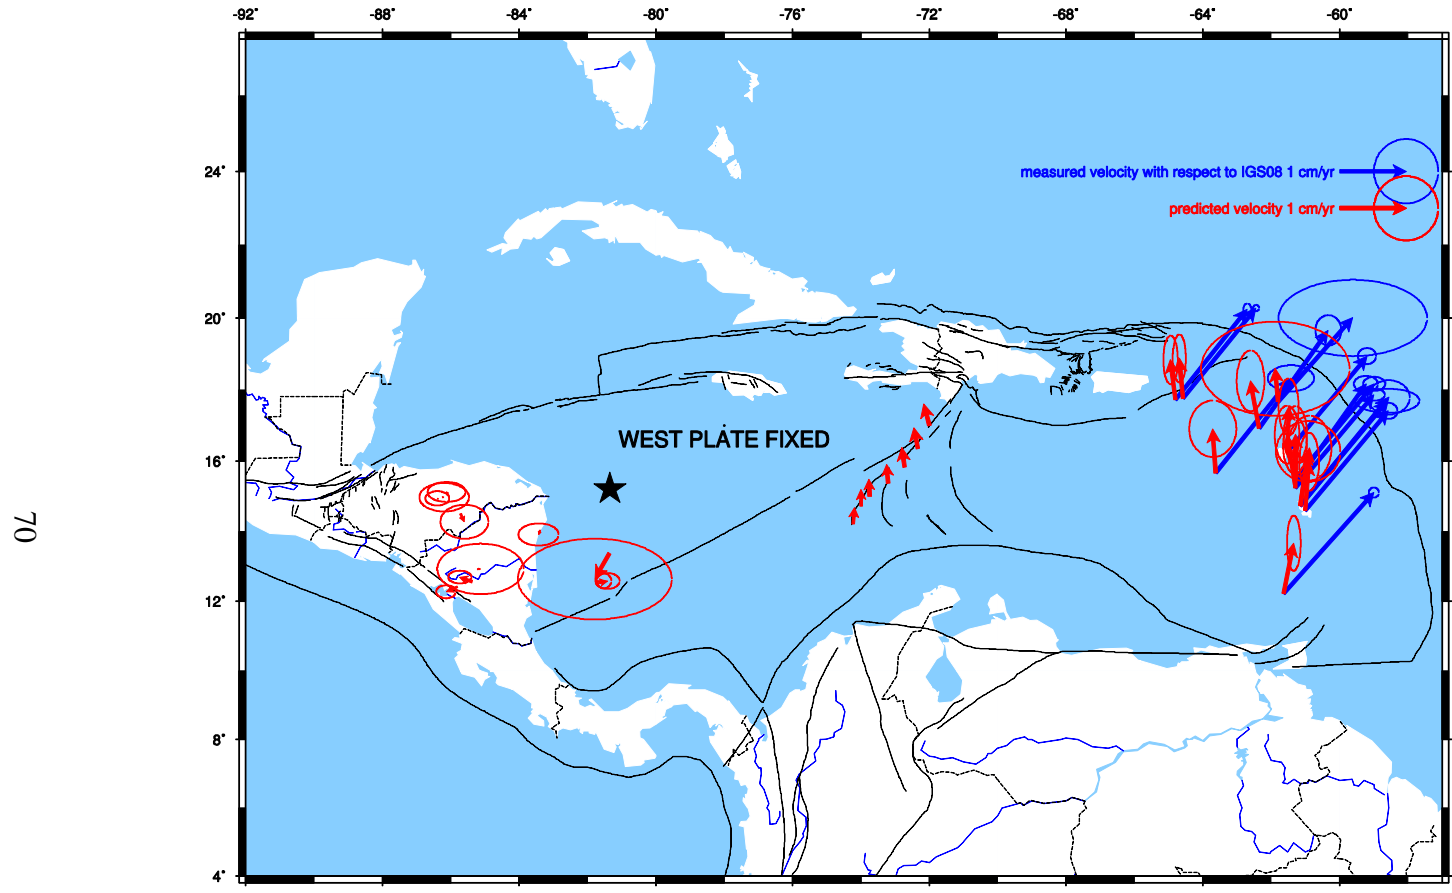 -92° -88° -84° -80° -76° -72° -68° -64° -60°
24°
measured velocity with respect to IGS08 1 cm/yr
predicted velocity 1 cm/yr
20°
WEST PLATE FIXED
16°
12°
8°
4°
70